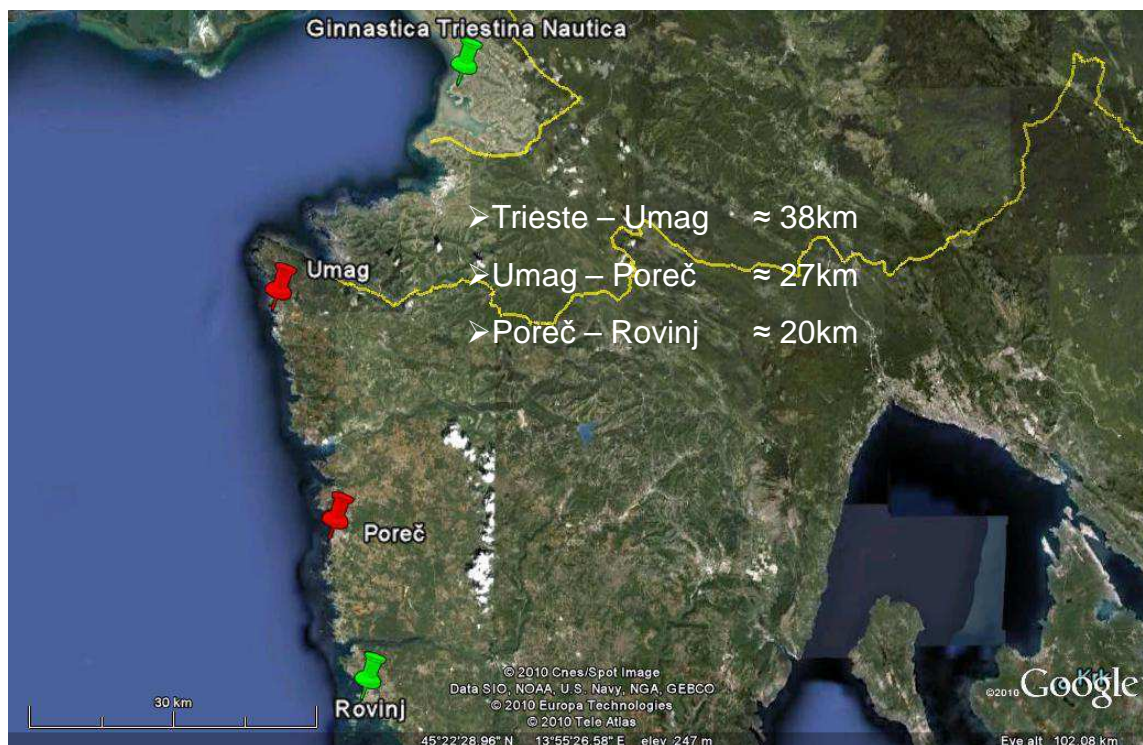 Ginnastica Triestina Nautica
➢Trieste – Umag ≈ 38km
Umag
➢Umag – Poreč ≈ 27km
➢Poreč – Rovinj ≈ 20km
Poreč
Rovinj
30 km
© 2010 Cnes/Spot Image
Data SIO, NOAA, U.S. Navy, NGA, GEBCO
© 2010 Europa Technologies
© 2010 Tele Atlas
Krk
©2010 Google
45°22'28.96" N 13°55'26.58" E elev 247 m
Eye alt 102.08 km